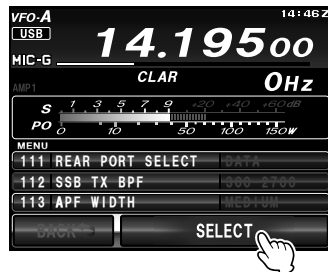 VFO-A 14:46Z
USB
14.19500
MIC-G
CLAR 0Hz
AMP1
S 1 3 5 7 9 +20 +40 +60dB
PO 0 10 50 100 150W
MENU
111 REAR PORT SELECT DATA
112 SSB TX BPF 300-2700
113 APF WIDTH MEDIUM
BACK SELECT